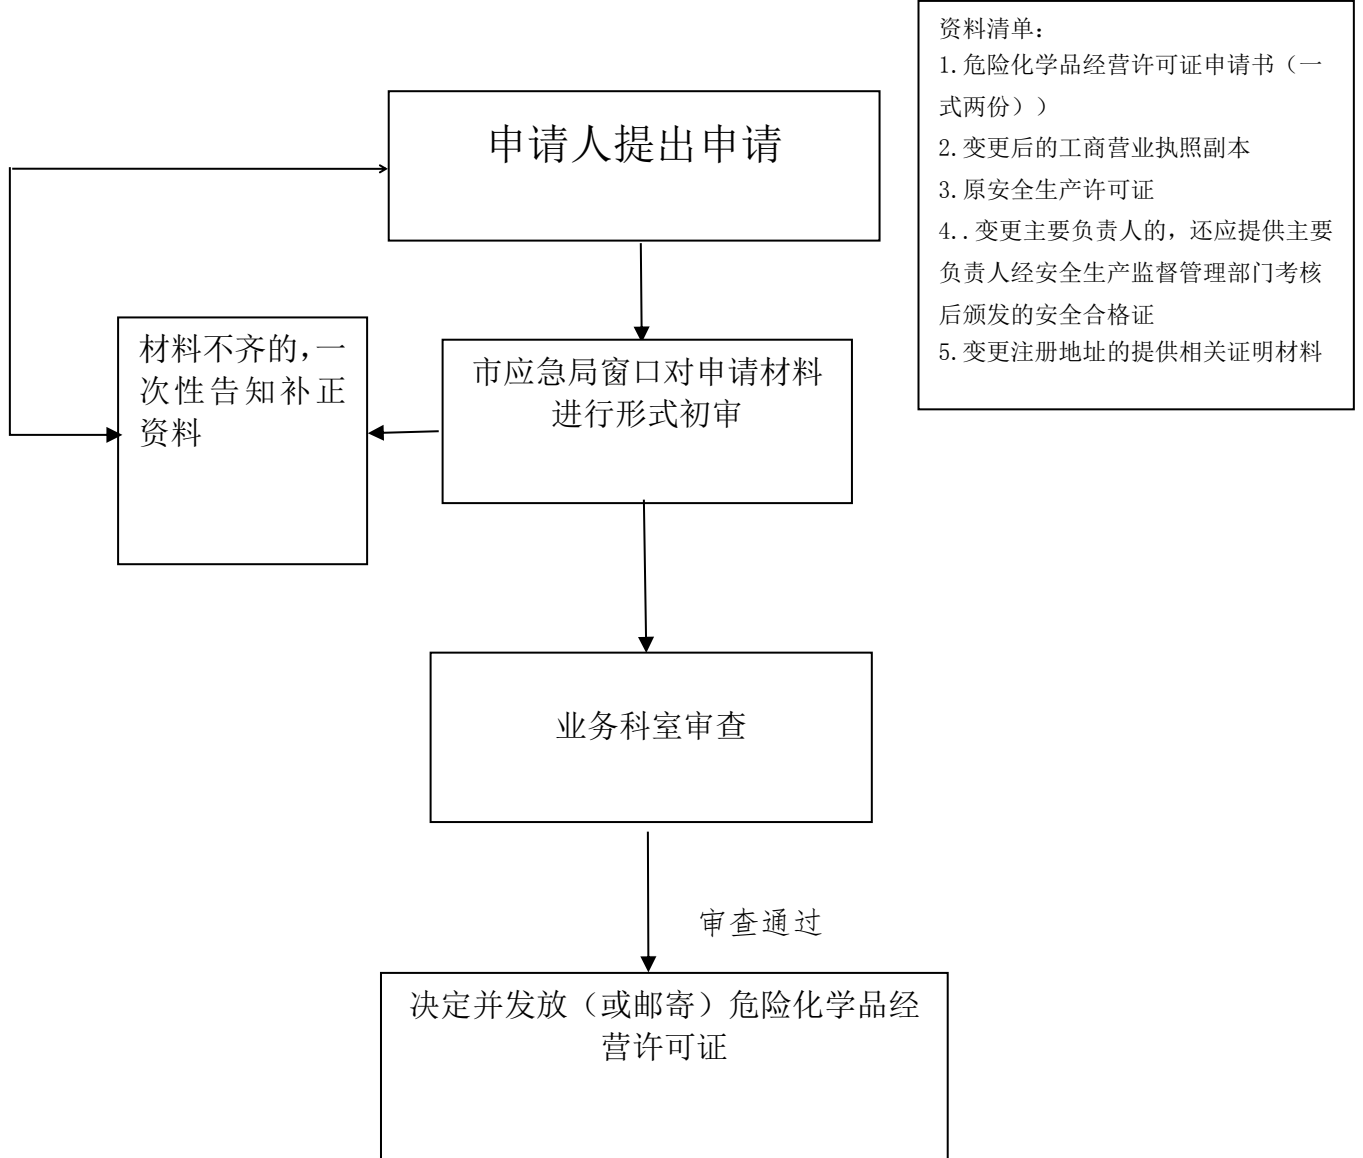 资料清单：
1.危险化学品经营许可证申请书（一
式两份））
2.变更后的工商营业执照副本
3.原安全生产许可证
4..变更主要负责人的，还应提供主要
负责人经安全生产监督管理部门考核
后颁发的安全合格证
5.变更注册地址的提供相关证明材料
申请人提出申请
材料不齐的，一
次性告知补正
资料
市应急局窗口对申请材料
进行形式初审
业务科室审查
审查通过
决定并发放（或邮寄）危险化学品经
营许可证